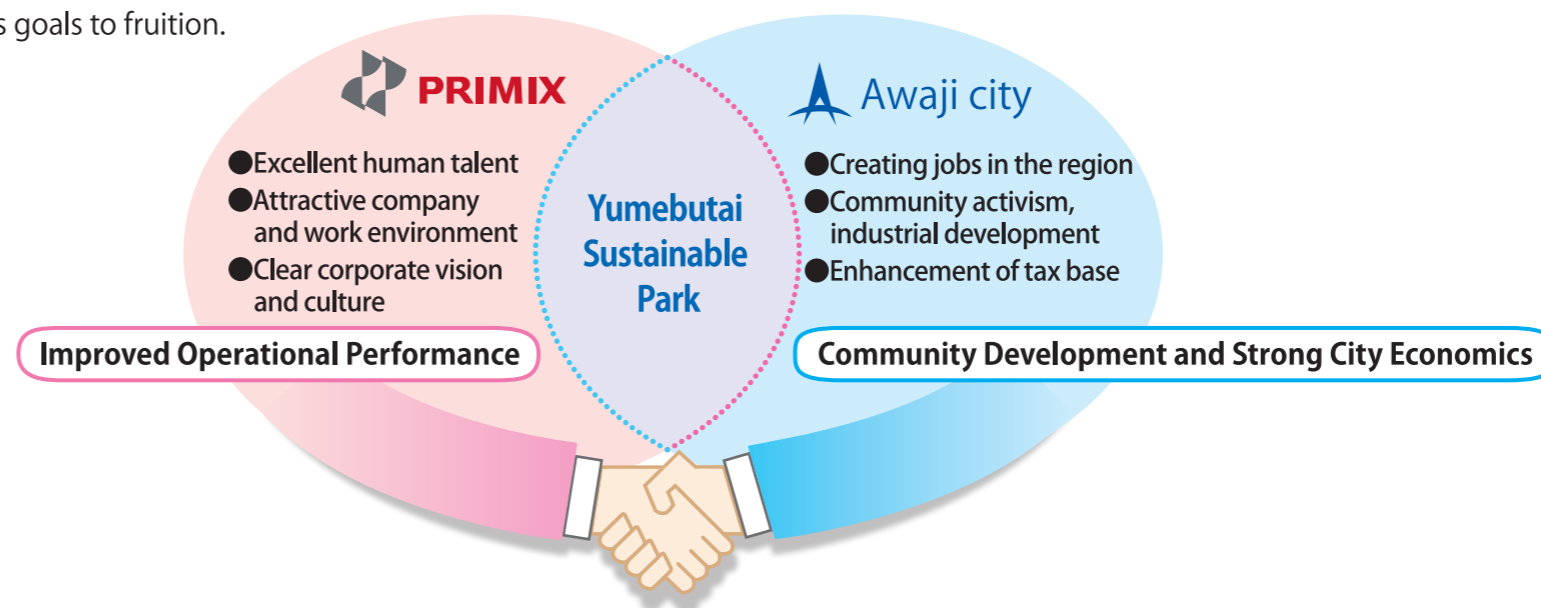 s goals to fruition.
PRIMIX
●Excellent human talent
●Attractive company
and work environment
●Clear corporate vision
and culture
Improved Operational Performance
Yumebutai
Sustainable
Park
Awaji city
●Creating jobs in the region
●Community activism,
industrial development
●Enhancement of tax base
Community Development and Strong City Economics